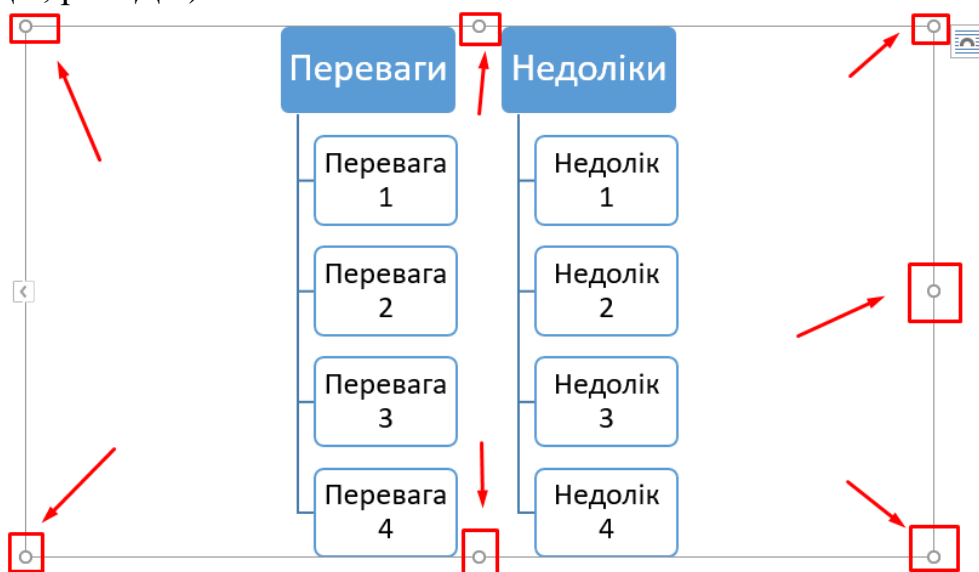 Переваги
Недоліки
Перевага
1
Недолік
1
Перевага
2
Недолік
2
Перевага
3
Недолік
3
Перевага
4
Недолік
4